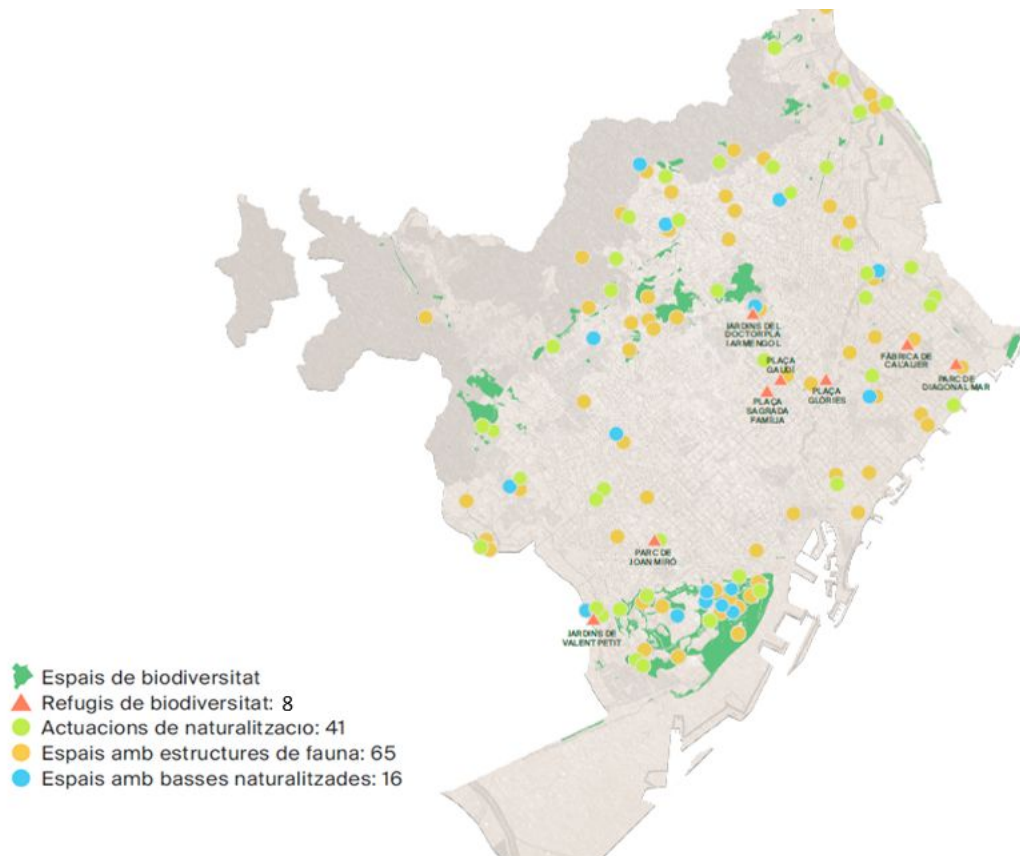 JARDINS DEL
DOCTOR PLA
I ARMENGOL
PLAÇA
GAUDÍ
PLAÇA
SAGRADA
FAMÍLIA
PLAÇA
GLÒRIES
FÀBRICA DE
CA L'ALIER
PARC DE
DIAGONAL MAR
PARC DE
JOAN MIRÓ
JARDINS DE
VALENT PETIT
Espais de biodiversitat
Refugis de biodiversitat: 8
Actuacions de naturalització: 41
Espais amb estructures de fauna: 65
Espais amb basses naturalitzades: 16